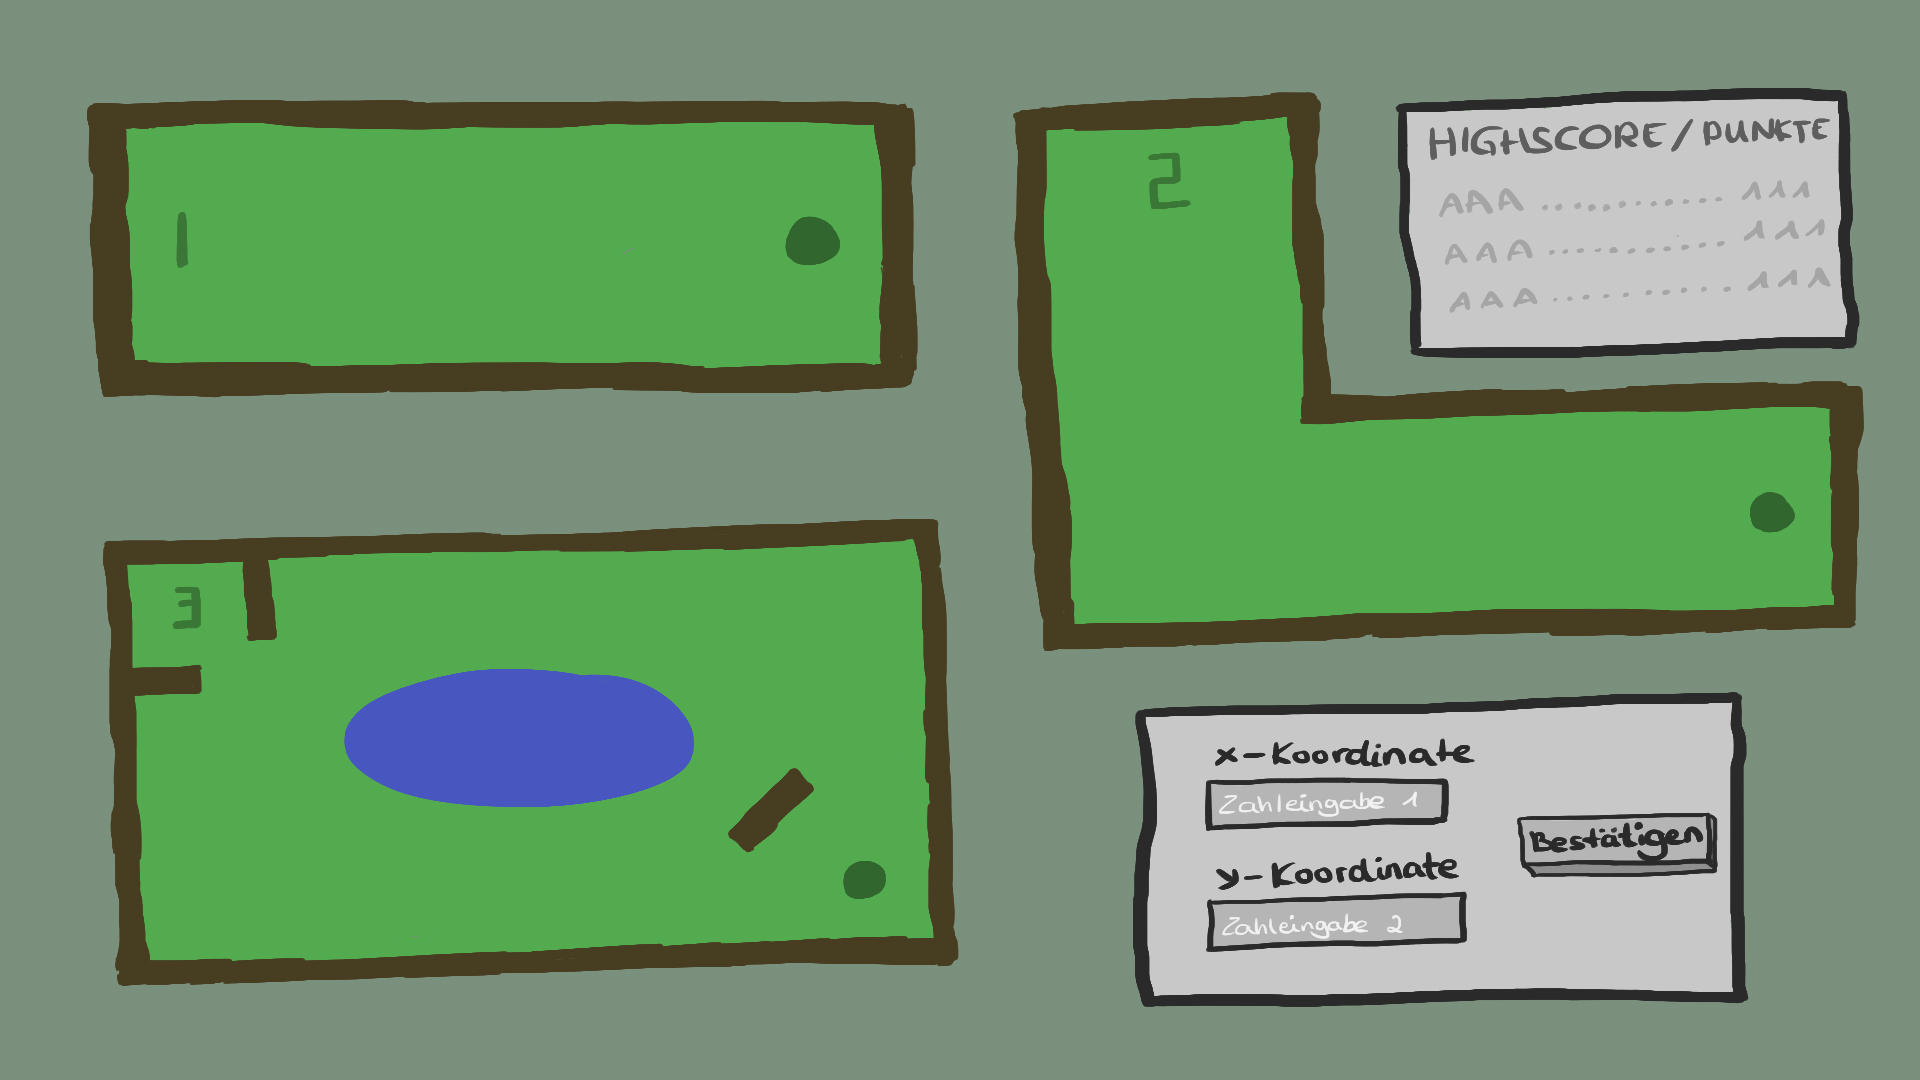 1
2
HIGHSCORE/PUNKTE
AAA ............ 111
AAA ............ 111
AAA ............ 111
3
x-Koordinate
Zahleingabe 1
Bestätigen
y-Koordinate
Zahleingabe 2